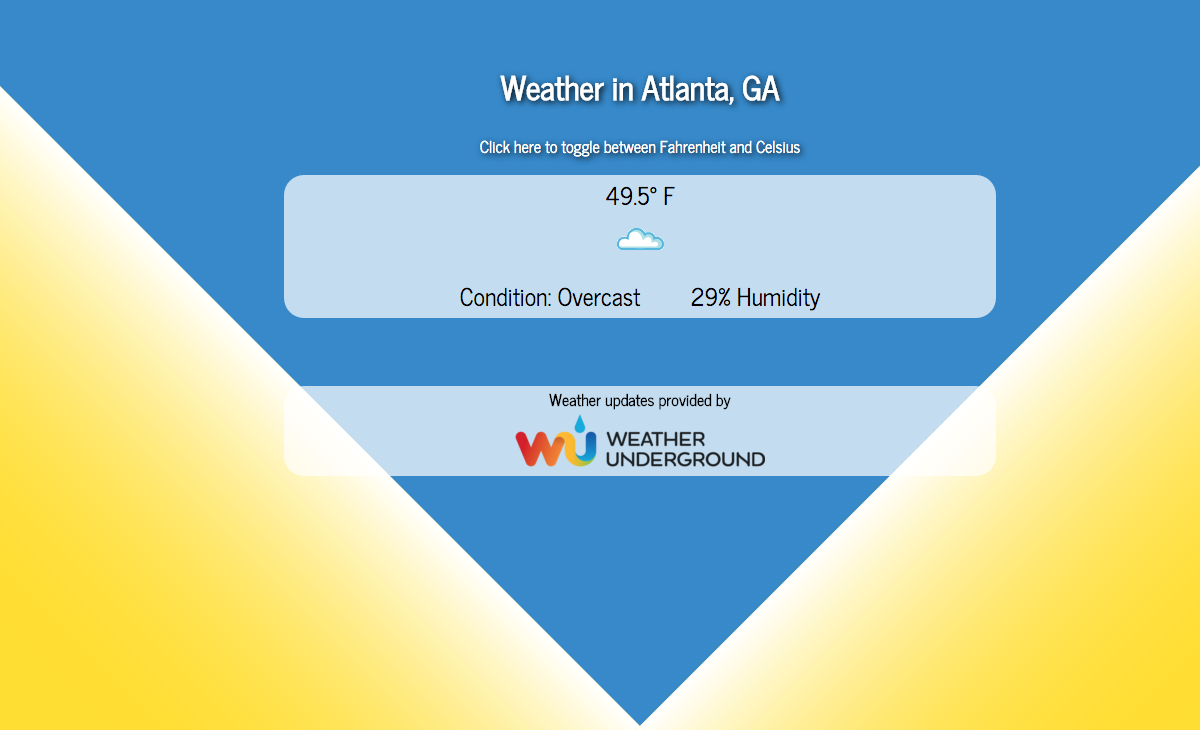 Weather in Atlanta, GA
Click here to toggle between Fahrenheit and Celsius
49.5° F
Condition: Overcast 29% Humidity
Weather updates provided by
WU WEATHER
UNDERGROUND